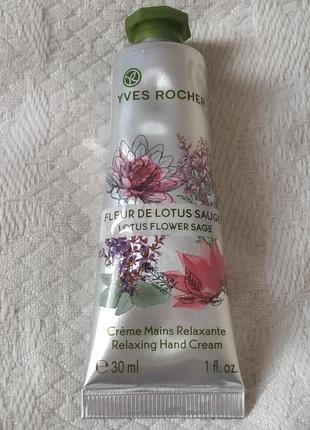 YVES ROCHER
FLEUR DE LOTUS SAUGE
LOTUS FLOWER SAGE
Crème Mains Relaxante
Relaxing Hand Cream
℮ 30 ml 1 fl. oz.